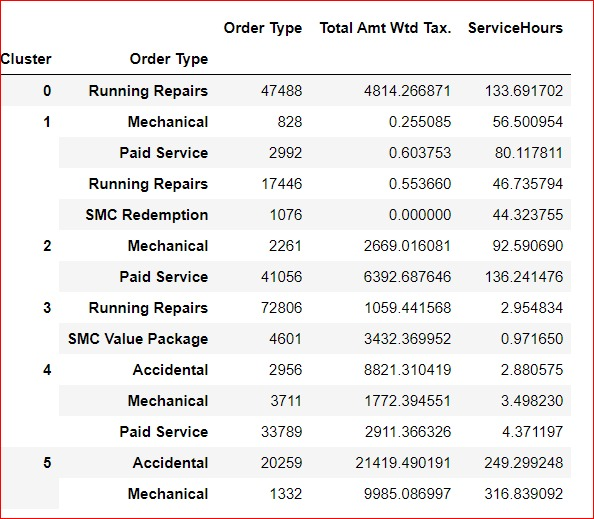 Order Type Total Amt Wtd Tax. ServiceHours
Cluster Order Type
0 Running Repairs 47488 4814.266871 133.691702
1 Mechanical 828 0.255085 56.500954
Paid Service 2992 0.603753 80.117811
Running Repairs 17446 0.553660 46.735794
SMC Redemption 1076 0.000000 44.323755
2 Mechanical 2261 2669.016081 92.590690
Paid Service 41056 6392.687646 136.241476
3 Running Repairs 72806 1059.441568 2.954834
SMC Value Package 4601 3432.369952 0.971650
4 Accidental 2956 8821.310419 2.880575
Mechanical 3711 1772.394551 3.498230
Paid Service 33789 2911.366326 4.371197
5 Accidental 20259 21419.490191 249.299248
Mechanical 1332 9985.086997 316.839092